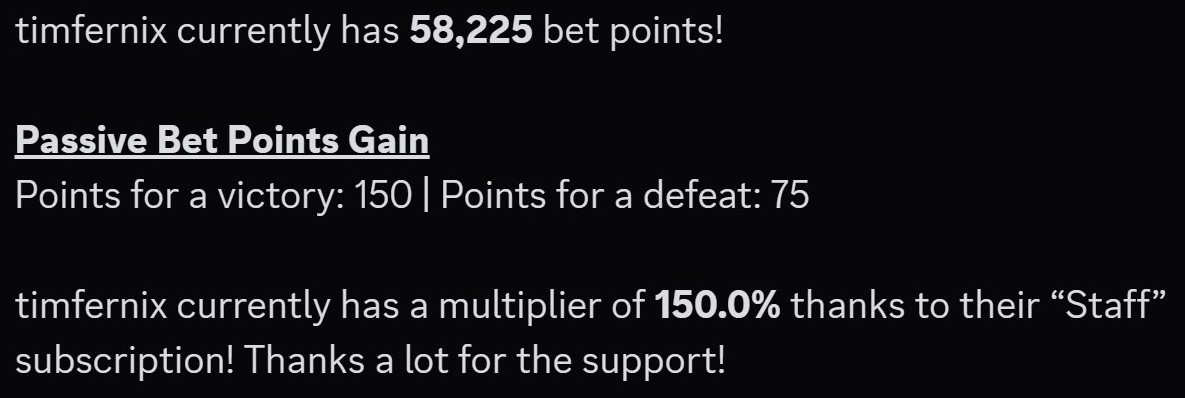 timfernix currently has 58,225 bet points!
Passive Bet Points Gain
Points for a victory: 150 | Points for a defeat: 75
timfernix currently has a multiplier of 150.0% thanks to their “Staff”
subscription! Thanks a lot for the support!